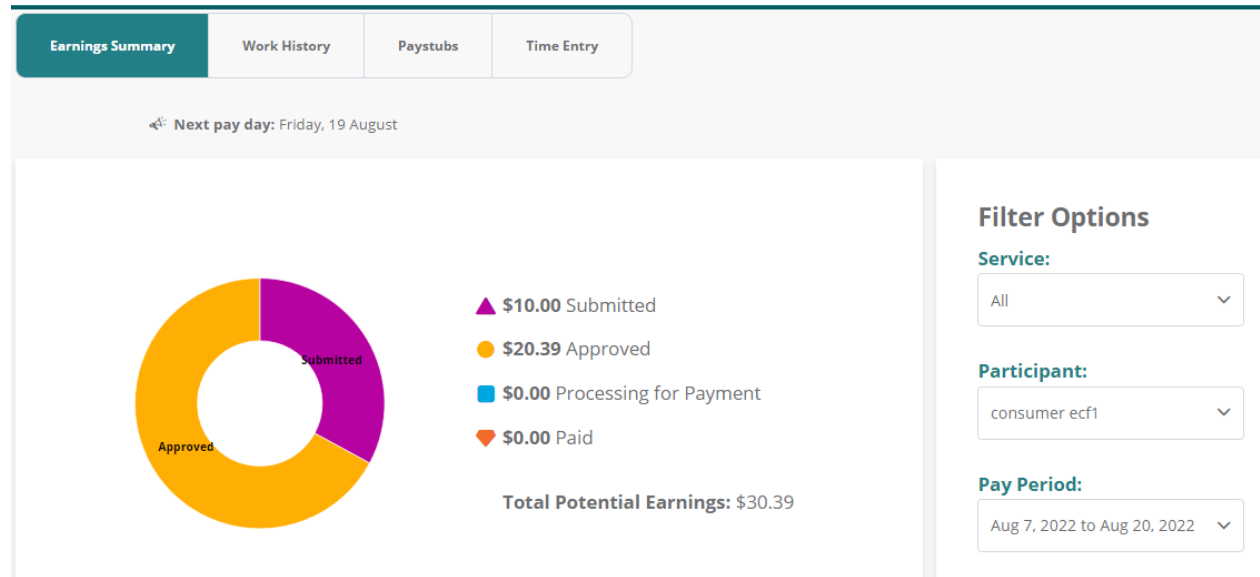 Earnings Summary
Work History
Paystubs
Time Entry
Next pay day: Friday, 19 August
Submitted
Approved
$10.00 Submitted
$20.39 Approved
$0.00 Processing for Payment
$0.00 Paid
Total Potential Earnings: $30.39
Filter Options
Service:
All
Participant:
consumer ecf1
Pay Period:
Aug 7, 2022 to Aug 20, 2022